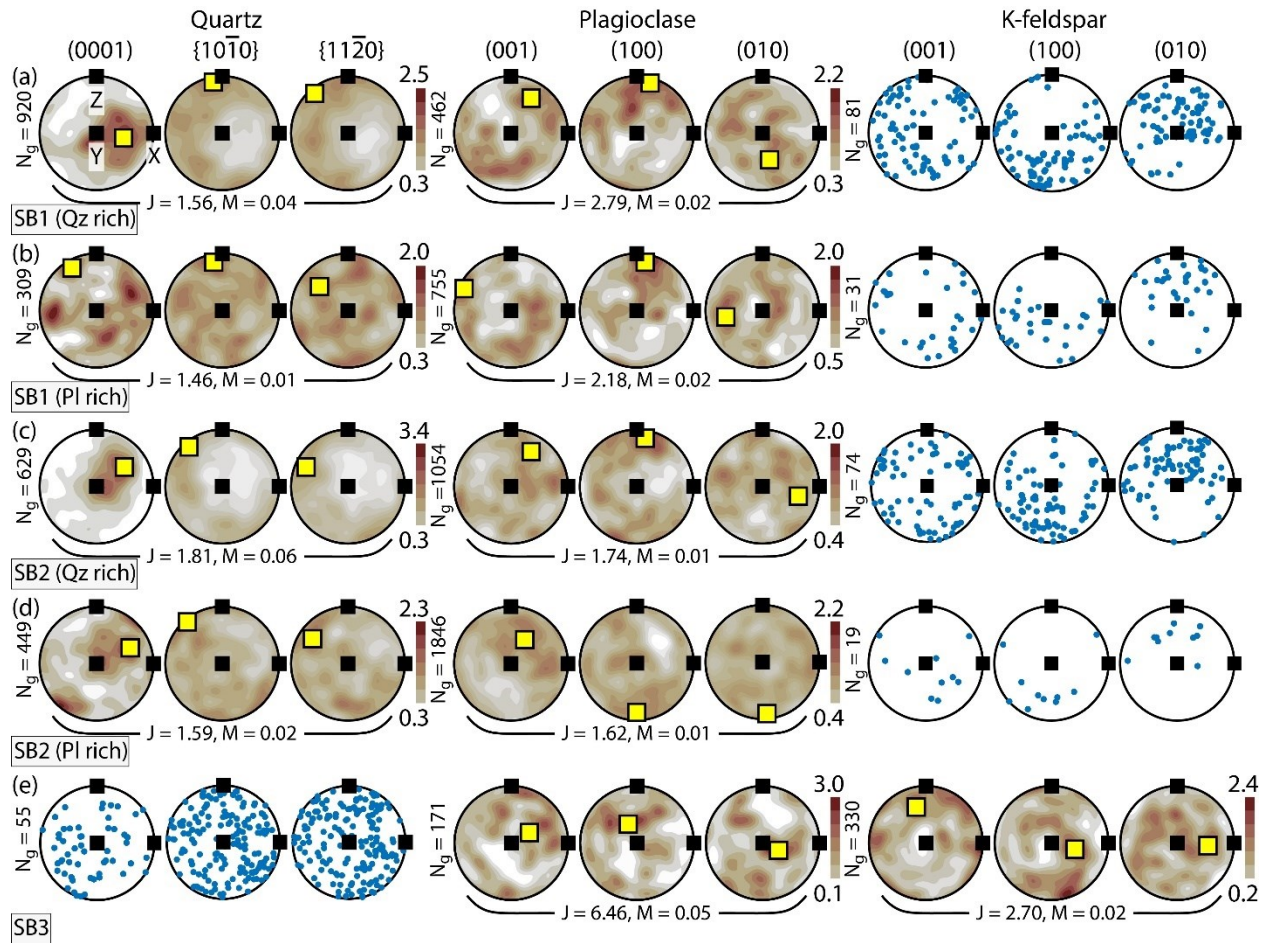 Quartz Plagioclase K-feldspar
(0001) {101̄0} {112̄0} (001) (100) (010) (001) (100) (010)
(a) 2.5 2.2
Z
Y X
N_g = 920 N_g = 462 N_g = 81
0.3 0.3
J = 1.56, M = 0.04 J = 2.79, M = 0.02
SB1 (Qz rich)
(b) 2.0 2.0
N_g = 309 N_g = 755 N_g = 31
0.3 0.5
J = 1.46, M = 0.01 J = 2.18, M = 0.02
SB1 (Pl rich)
(c) 3.4 2.0
N_g = 629 N_g = 1054 N_g = 74
0.3 0.4
J = 1.81, M = 0.06 J = 1.74, M = 0.01
SB2 (Qz rich)
(d) 2.3 2.2
N_g = 449 N_g = 1846 N_g = 19
0.3 0.4
J = 1.59, M = 0.02 J = 1.62, M = 0.01
SB2 (Pl rich)
(e) 3.0 2.4
N_g = 55 N_g = 171 N_g = 330
0.1 0.2
J = 6.46, M = 0.05 J = 2.70, M = 0.02
SB3